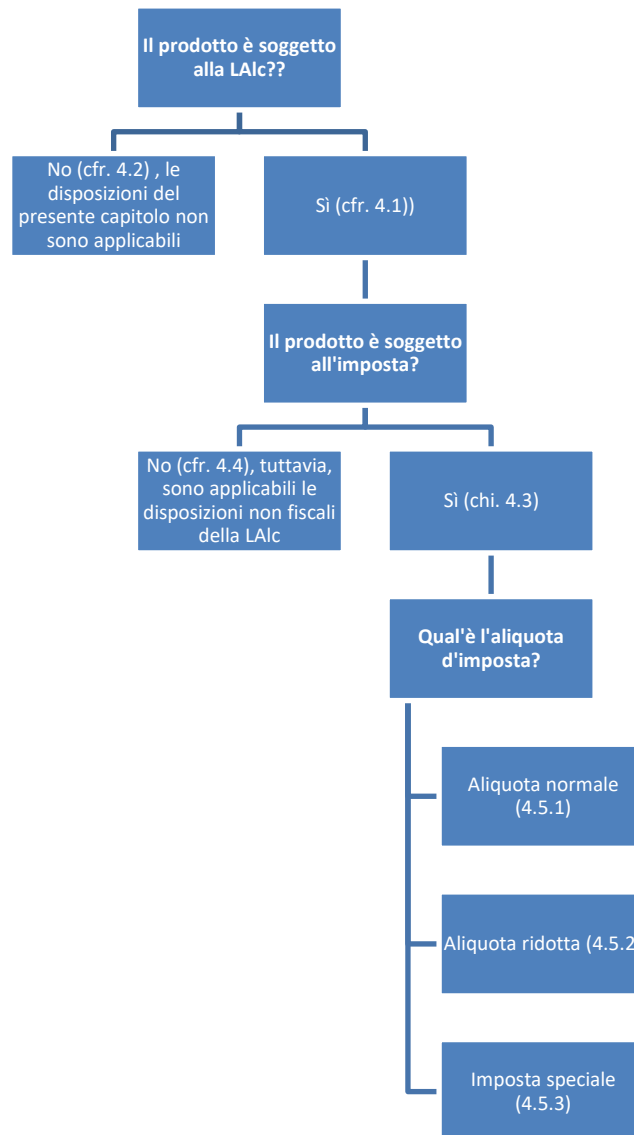 Il prodotto è soggetto
alla LAlc??
No (cfr. 4.2) , le
disposizioni del
presente capitolo non
sono applicabili
Sì (cfr. 4.1))
Il prodotto è soggetto
all'imposta?
No (cfr. 4.4), tuttavia,
sono applicabili le
disposizioni non fiscali
della LAlc
Sì (chi. 4.3)
Qual'è l'aliquota
d'imposta?
Aliquota normale
(4.5.1)
Aliquota ridotta (4.5.2
Imposta speciale
(4.5.3)